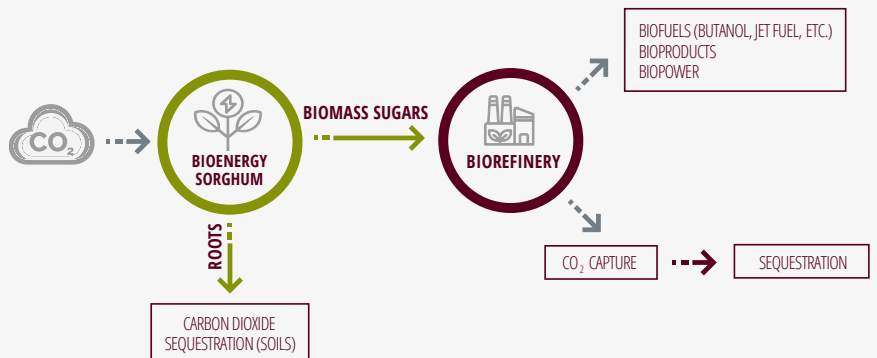 CO₂
BIOENERGY
SORGHUM
ROOTS
CARBON DIOXIDE
SEQUESTRATION (SOILS)
BIOMASS SUGARS
BIOREFINERY
BIOFUELS (BUTANOL, JET FUEL, ETC.)
BIOPRODUCTS
BIOPOWER
CO₂ CAPTURE
SEQUESTRATION